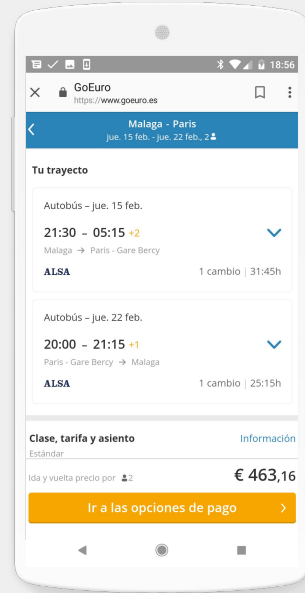 18:56
GoEuro
https://www.goeuro.es
Malaga - Paris
jue. 15 feb. - jue. 22 feb., 2
Tu trayecto
Autobús – jue. 15 feb.
21:30 – 05:15 +2
Malaga → Paris - Gare Bercy
ALSA 1 cambio | 31:45h
Autobús – jue. 22 feb.
20:00 – 21:15 +1
Paris - Gare Bercy → Malaga
ALSA 1 cambio | 25:15h
Clase, tarifa y asiento Información
Estándar
Ida y vuelta precio por 2 € 463,16
Ir a las opciones de pago